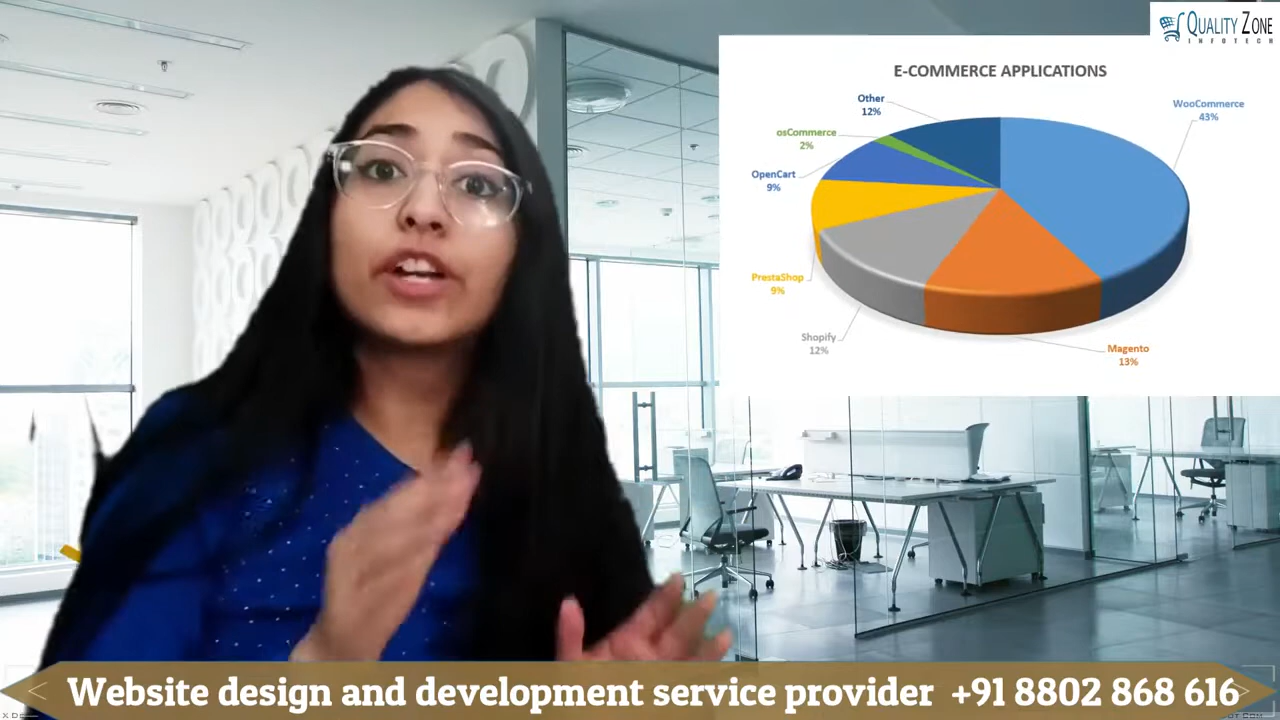 QUALITY ZONE
INFOTECH
E-COMMERCE APPLICATIONS
Other
12%
WooCommerce
43%
osCommerce
2%
OpenCart
9%
PrestaShop
9%
Shopify
12%
Magento
13%
Website design and development service provider +91 8802 868 616